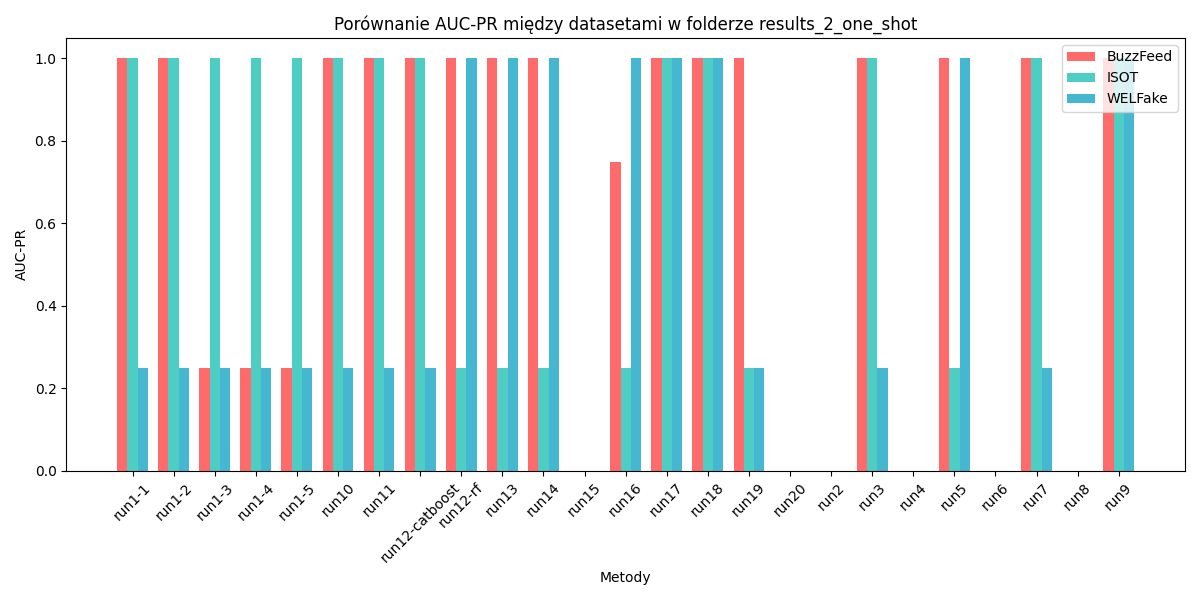 Porównanie AUC-PR między datasetami w folderze results_2_one_shot
BuzzFeed
ISOT
WELFake
1.0
0.8
0.6
0.4
0.2
0.0
AUC-PR
run1-1
run1-2
run1-3
run1-4
run1-5
run10
run11
run12-catboost
run12-rf
run13
run14
run15
run16
run17
run18
run19
run20
run2
run3
run4
run5
run6
run7
run8
run9
Metody